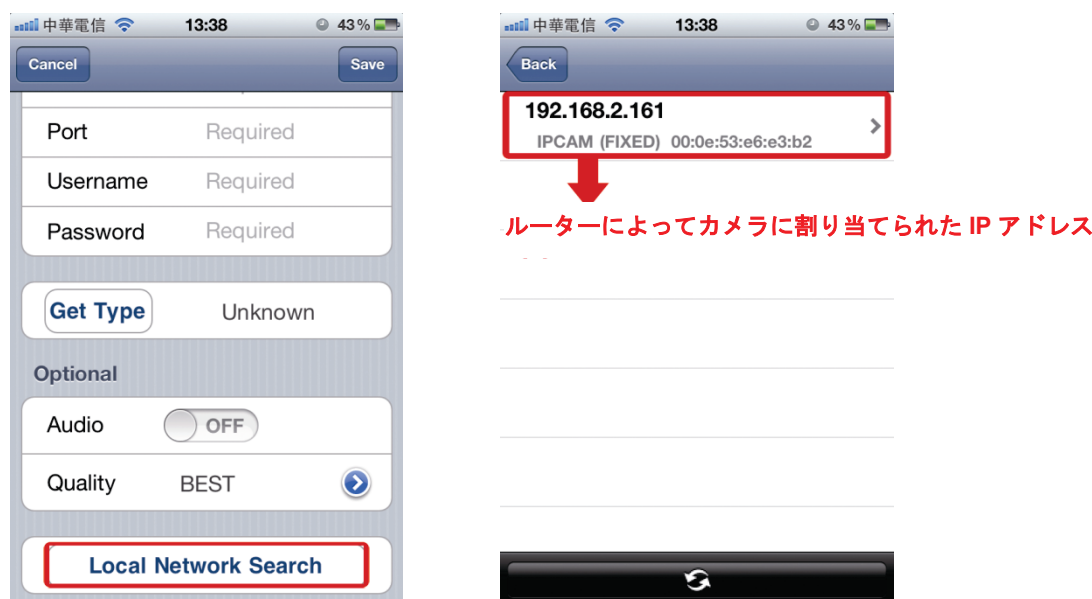 中華電信 13:38 43%
Cancel Save
Port Required
Username Required
Password Required
Get Type Unknown
Optional
Audio OFF
Quality BEST
Local Network Search
中華電信 13:38 43%
Back
192.168.2.161
IPCAM (FIXED) 00:0e:53:e6:e3:b2
ルーターによってカメラに割り当てられた IP アドレス